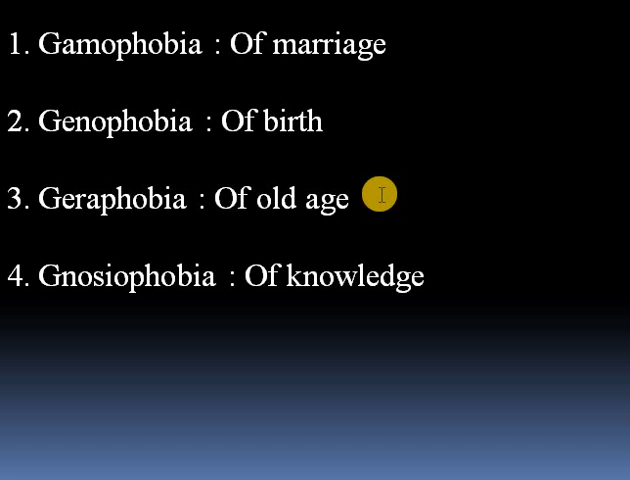 1. Gamophobia : Of marriage
2. Genophobia : Of birth
3. Geraphobia : Of old age
4. Gnosiophobia : Of knowledge